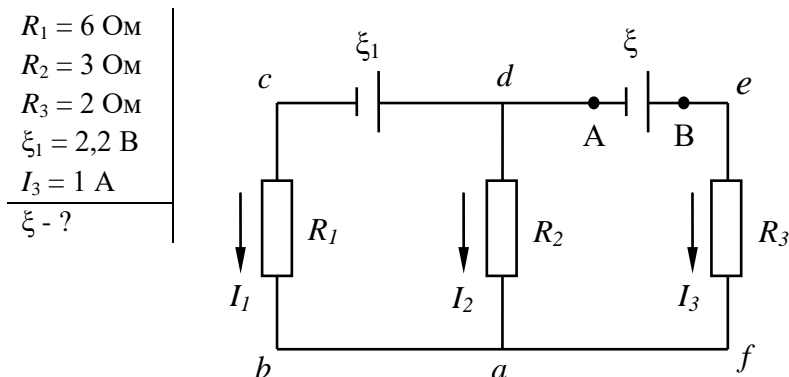 R₁ = 6 Ом
R₂ = 3 Ом
R₃ = 2 Ом
ξ₁ = 2,2 В
I₃ = 1 А
ξ - ?
ξ₁
ξ
c
d
e
A
B
R₁
R₂
R₃
I₁
I₂
I₃
b
a
f